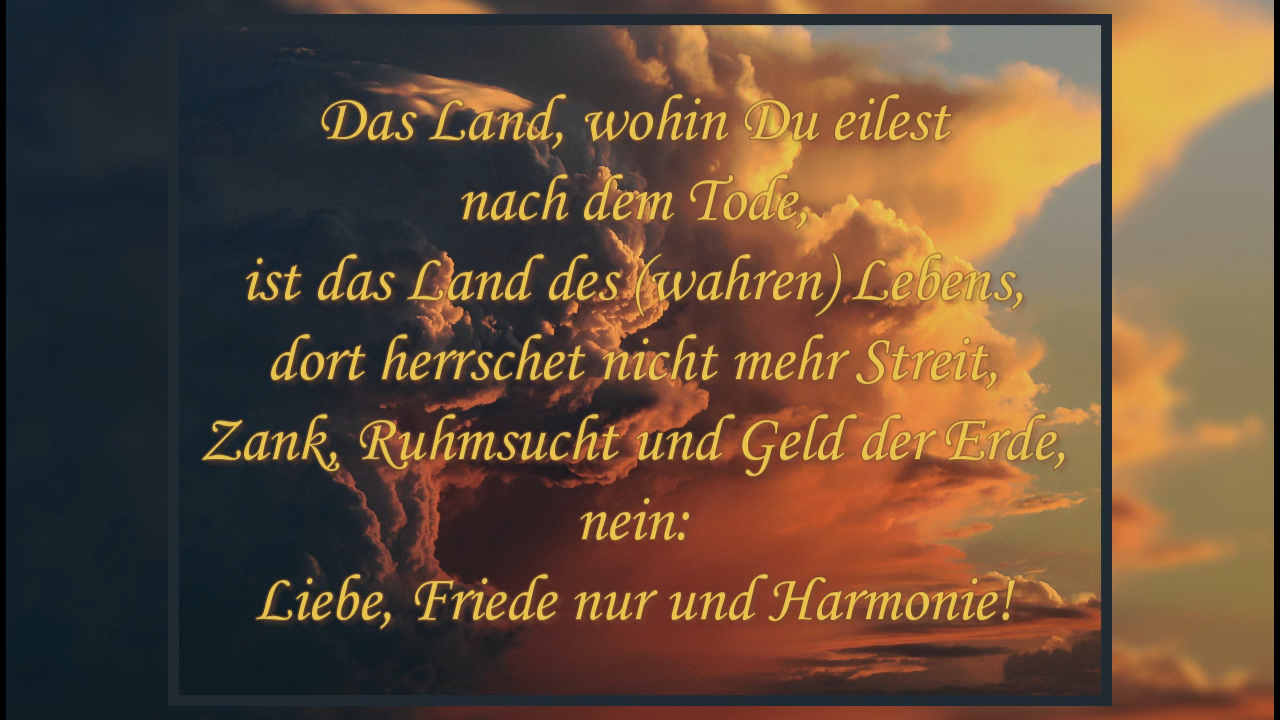 Das Land, wohin Du eilest
nach dem Tode,
ist das Land des (wahren) Lebens,
dort herrschet nicht mehr Streit,
Zank, Ruhmsucht und Geld der Erde,
nein:
Liebe, Friede nur und Harmonie!